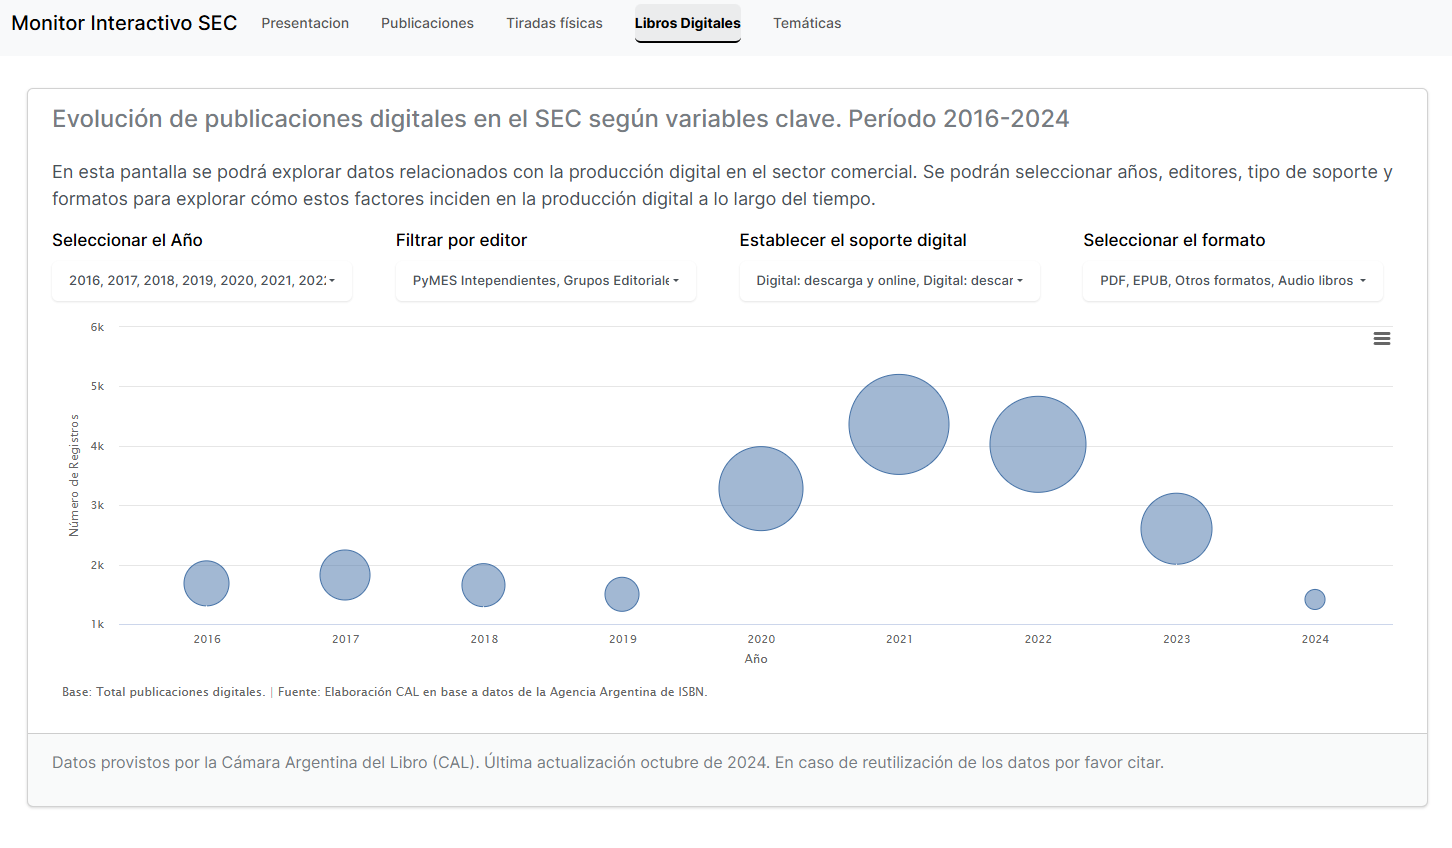 Monitor Interactivo SEC
Presentacion
Publicaciones
Tiradas físicas
Libros Digitales
Temáticas
Evolución de publicaciones digitales en el SEC según variables clave. Período 2016-2024
En esta pantalla se podrá explorar datos relacionados con la producción digital en el sector comercial. Se podrán seleccionar años, editores, tipo de soporte y
formatos para explorar cómo estos factores inciden en la producción digital a lo largo del tiempo.
Seleccionar el Año
Filtrar por editor
Establecer el soporte digital
Seleccionar el formato
2016, 2017, 2018, 2019, 2020, 2021, 202
PyMES Intependientes, Grupos Editoriale
Digital: descarga y online, Digital: descar
PDF, EPUB, Otros formatos, Audio libros
6k
5k
4k
3k
2k
1k
Número de Registros
2016
2017
2018
2019
2020
2021
2022
2023
2024
Año
Base: Total publicaciones digitales. | Fuente: Elaboración CAL en base a datos de la Agencia Argentina de ISBN.
Datos provistos por la Cámara Argentina del Libro (CAL). Última actualización octubre de 2024. En caso de reutilización de los datos por favor citar.